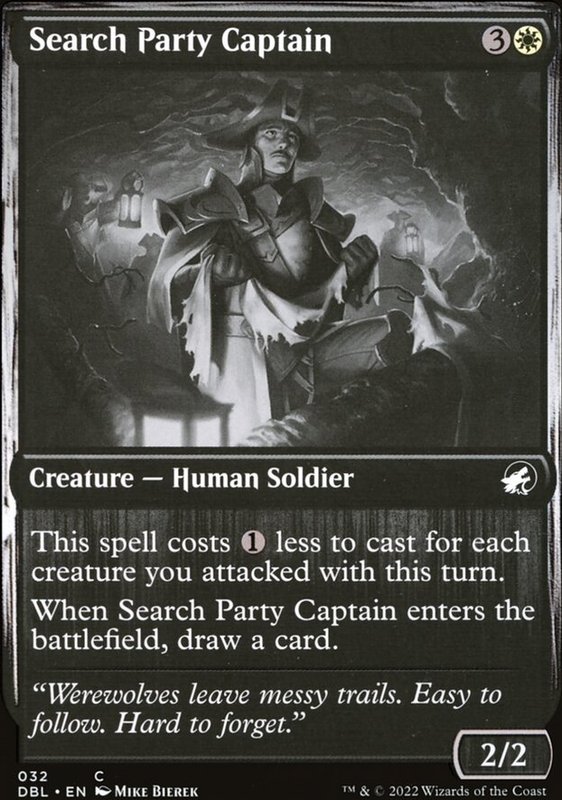 Search Party Captain 3
Creature — Human Soldier
This spell costs 1 less to cast for each
creature you attacked with this turn.
When Search Party Captain enters the
battlefield, draw a card.
“Werewolves leave messy trails. Easy to
follow. Hard to forget.”
2/2
032 C
DBL • EN MIKE BIEREK
™ & © 2022 Wizards of the Coast